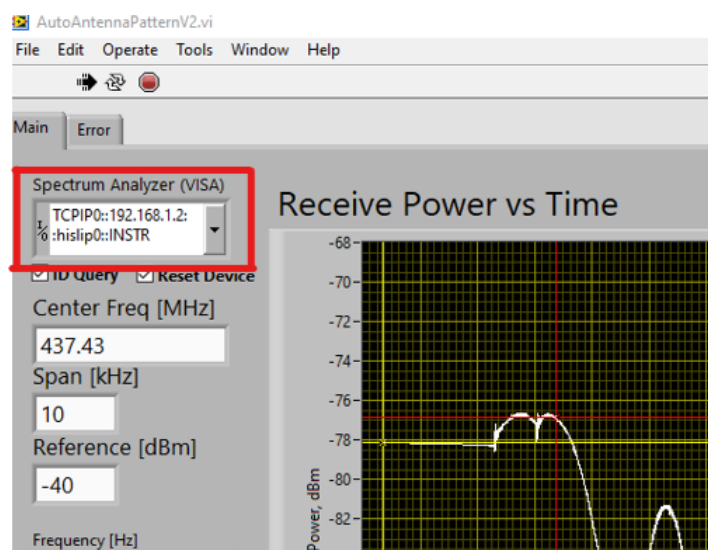 AutoAntennaPatternV2.vi
File Edit Operate Tools Window Help
Main Error
Spectrum Analyzer (VISA)
TCPIP0::192.168.1.2:
:hislip0::INSTR
ID Query Reset Device
Center Freq [MHz]
437.43
Span [kHz]
10
Reference [dBm]
-40
Frequency [Hz]
Receive Power vs Time
-68
-70
-72
-74
-76
-78
-80
-82
Power, dBm